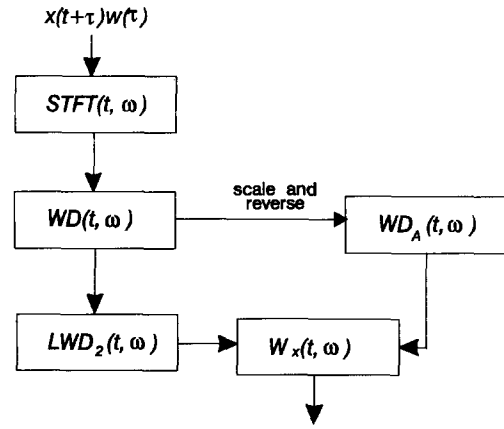 x(t+τ)w(τ)
STFT(t, ω)
scale and
reverse
WD(t, ω)
WD_A(t, ω)
LWD_2(t, ω)
W_x(t, ω)